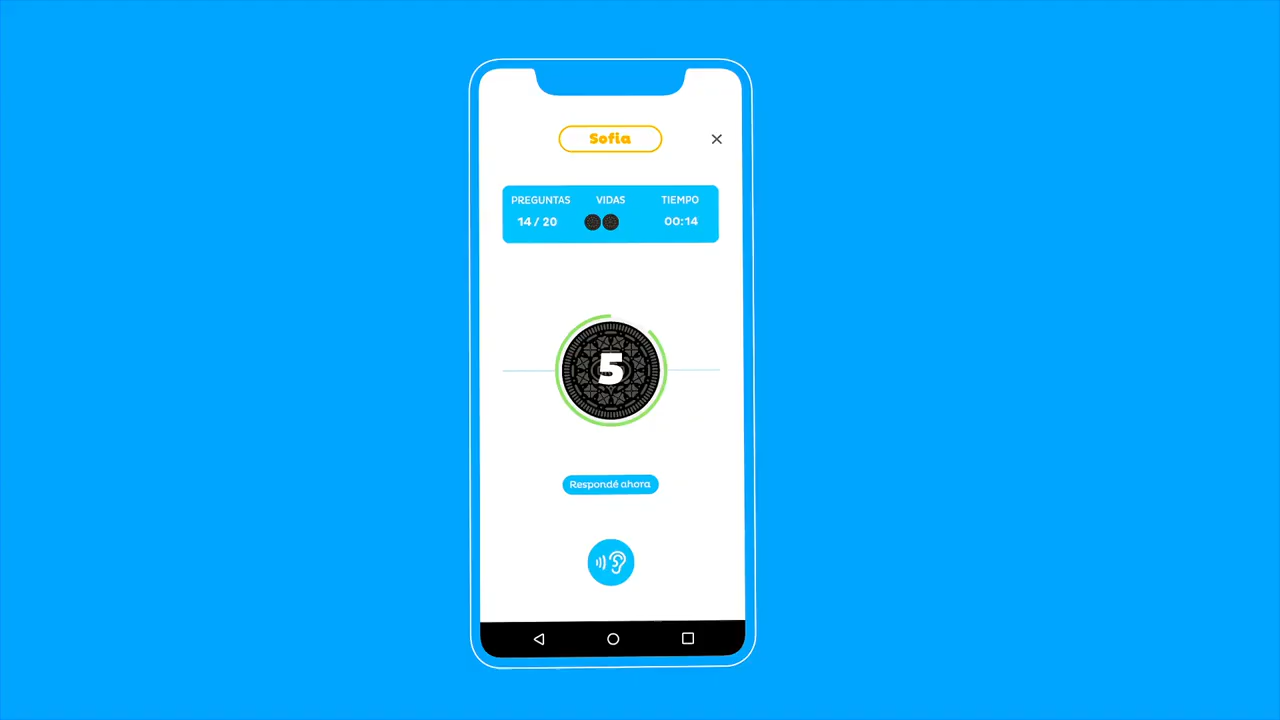 Sofia
PREGUNTAS VIDAS TIEMPO
14 / 20 00:14
5
Respondé ahora